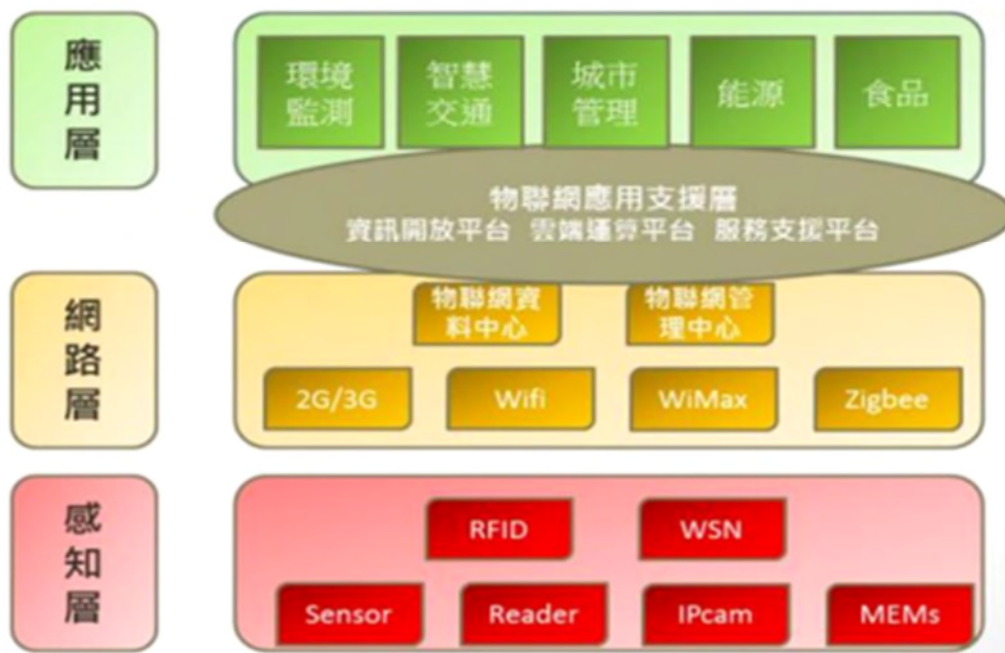 應用層
環境
監測
智慧
交通
城市
管理
能源
食品
物聯網應用支援層
資訊開放平台 雲端運算平台 服務支援平台
網路層
物聯網資
料中心
物聯網管
理中心
2G/3G
Wifi
WiMax
Zigbee
感知層
RFID
WSN
Sensor
Reader
IPcam
MEMs